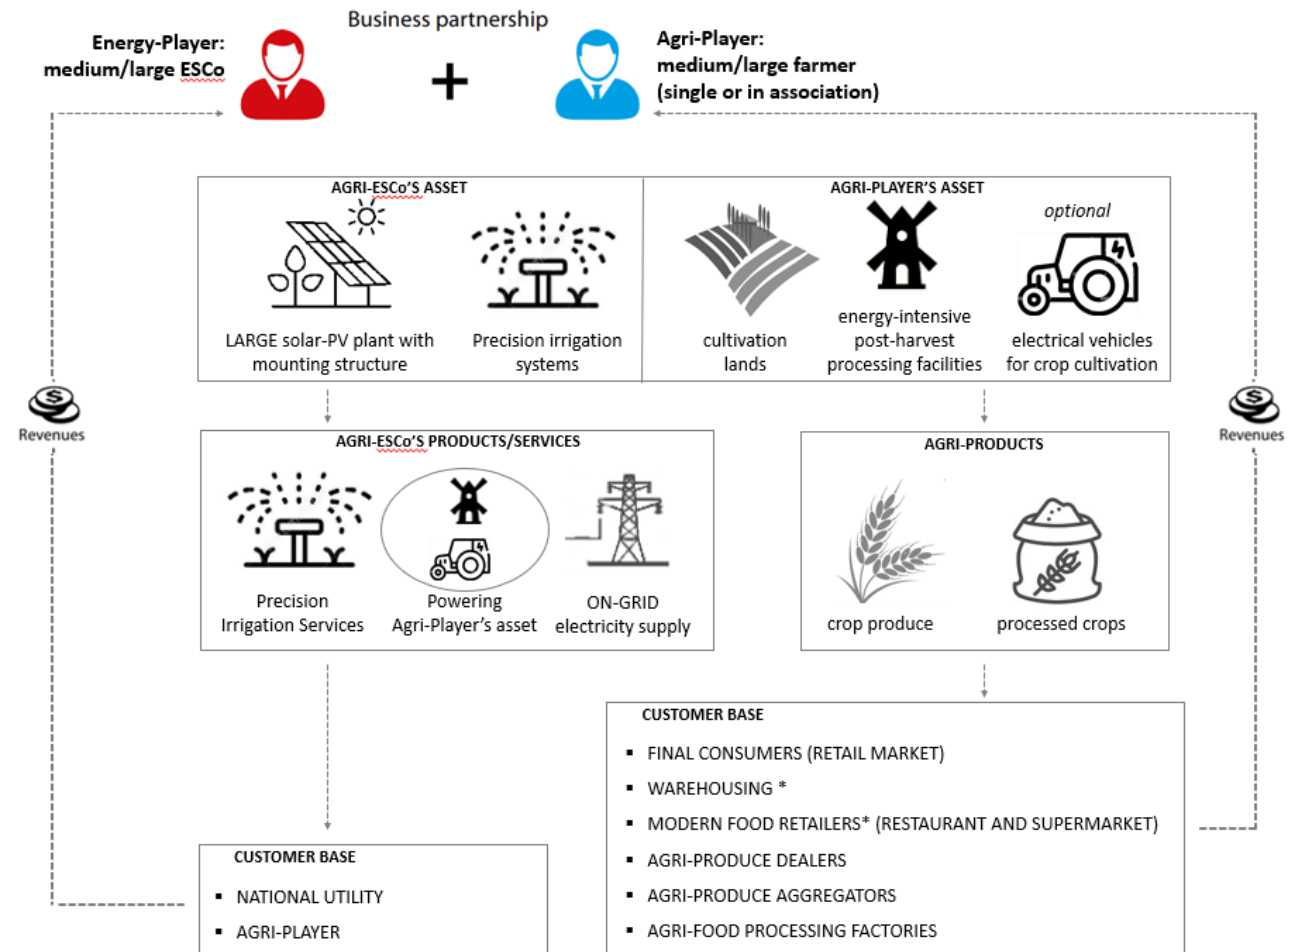 Business partnership
Energy-Player:
medium/large ESCo
+
Agri-Player:
medium/large farmer
(single or in association)
AGRI-ESCo'S ASSET
LARGE solar-PV plant with
mounting structure
Precision irrigation
systems
AGRI-PLAYER'S ASSET
cultivation
lands
energy-intensive
post-harvest
processing facilities
optional
electrical vehicles
for crop cultivation
$
Revenues
$
Revenues
AGRI-ESCo'S PRODUCTS/SERVICES
Precision
Irrigation Services
Powering
Agri-Player's asset
ON-GRID
electricity supply
AGRI-PRODUCTS
crop produce
processed crops
CUSTOMER BASE
▪ NATIONAL UTILITY
▪ AGRI-PLAYER
CUSTOMER BASE
▪ FINAL CONSUMERS (RETAIL MARKET)
▪ WAREHOUSING *
▪ MODERN FOOD RETAILERS* (RESTAURANT AND SUPERMARKET)
▪ AGRI-PRODUCE DEALERS
▪ AGRI-PRODUCE AGGREGATORS
▪ AGRI-FOOD PROCESSING FACTORIES